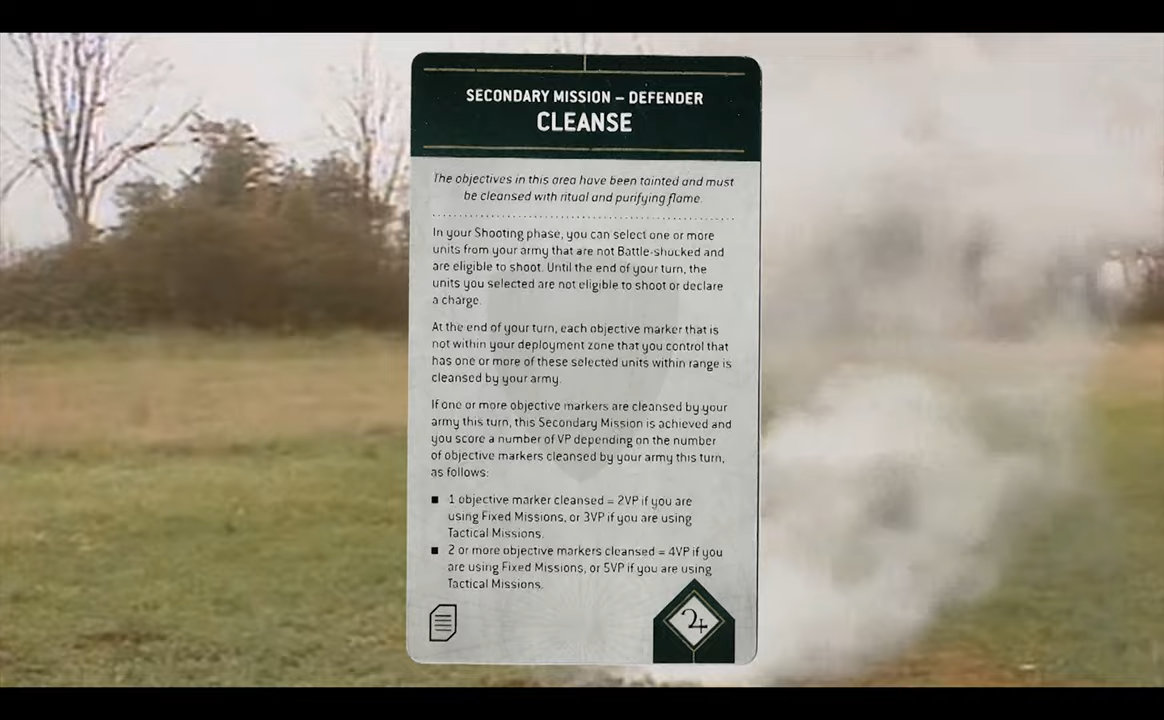 SECONDARY MISSION – DEFENDER
CLEANSE
The objectives in this area have been tainted and must
be cleansed with ritual and purifying flame.
In your Shooting phase, you can select one or more
units from your army that are not Battle-shocked and
are eligible to shoot. Until the end of your turn, the
units you selected are not eligible to shoot or declare
a charge.
At the end of your turn, each objective marker that is
not within your deployment zone that you control that
has one or more of these selected units within range is
cleansed by your army.
If one or more objective markers are cleansed by your
army this turn, this Secondary Mission is achieved and
you score a number of VP depending on the number
of objective markers cleansed by your army this turn,
as follows:
■ 1 objective marker cleansed = 2VP if you are
using Fixed Missions, or 3VP if you are using
Tactical Missions.
■ 2 or more objective markers cleansed = 4VP if you
are using Fixed Missions, or 5VP if you are using
Tactical Missions.